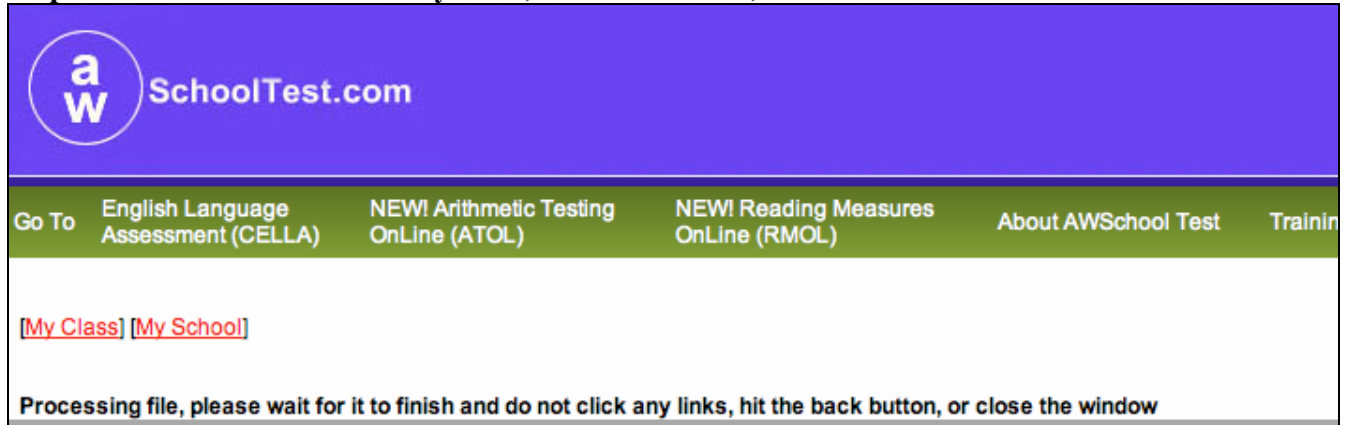 a
w
SchoolTest.com
Go To
English Language
Assessment (CELLA)
NEW! Arithmetic Testing
OnLine (ATOL)
NEW! Reading Measures
OnLine (RMOL)
About AWSchool Test
Trainin
[My Class] [My School]
Processing file, please wait for it to finish and do not click any links, hit the back button, or close the window